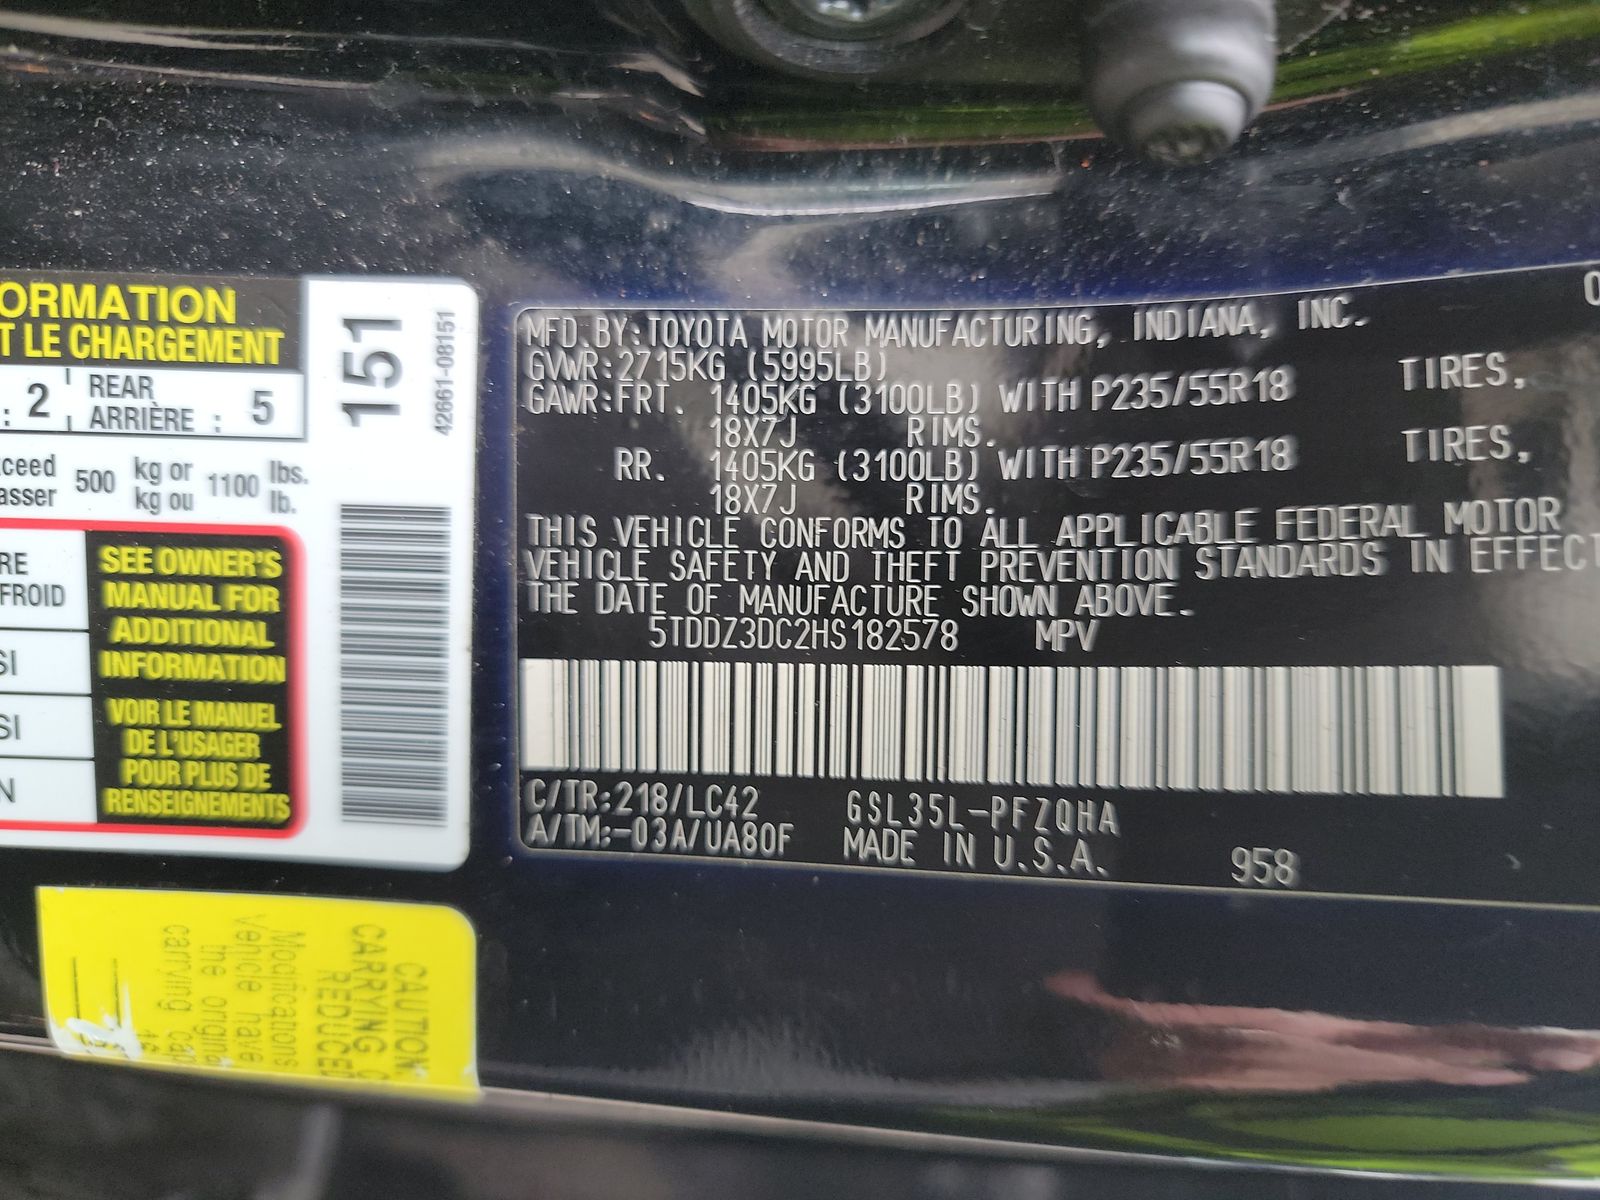 ORMATION
T LE CHARGEMENT
: 2 REAR ARRIÈRE : 5
xceed 500 kg or 1100 lbs.
asser kg ou lb.
RE
FROID
SI
SI
N
SEE OWNER'S
MANUAL FOR
ADDITIONAL
INFORMATION
VOIR LE MANUEL
DE L'USAGER
POUR PLUS DE
RENSEIGNEMENTS
151
42661-08151
MFD.BY:TOYOTA MOTOR MANUFACTURING, INDIANA, INC. 0
GVWR:2715KG (5995LB)
GAWR:FRT. 1405KG (3100LB) WITH P235/55R18 TIRES,
18X7J RIMS.
RR. 1405KG (3100LB) WITH P235/55R18 TIRES,
18X7J RIMS.
THIS VEHICLE CONFORMS TO ALL APPLICABLE FEDERAL MOTOR
VEHICLE SAFETY AND THEFT PREVENTION STANDARDS IN EFFECT
THE DATE OF MANUFACTURE SHOWN ABOVE.
5TDDZ3DC2HS182578 MPV
C/TR:218/LC42 GSL35L-PFZQHA
A/TM:-03A/UA80F MADE IN U.S.A. 958
CAUTION
CARRYING C
REDUCED
Modifications
Vehicle have
the origina
carrying cap